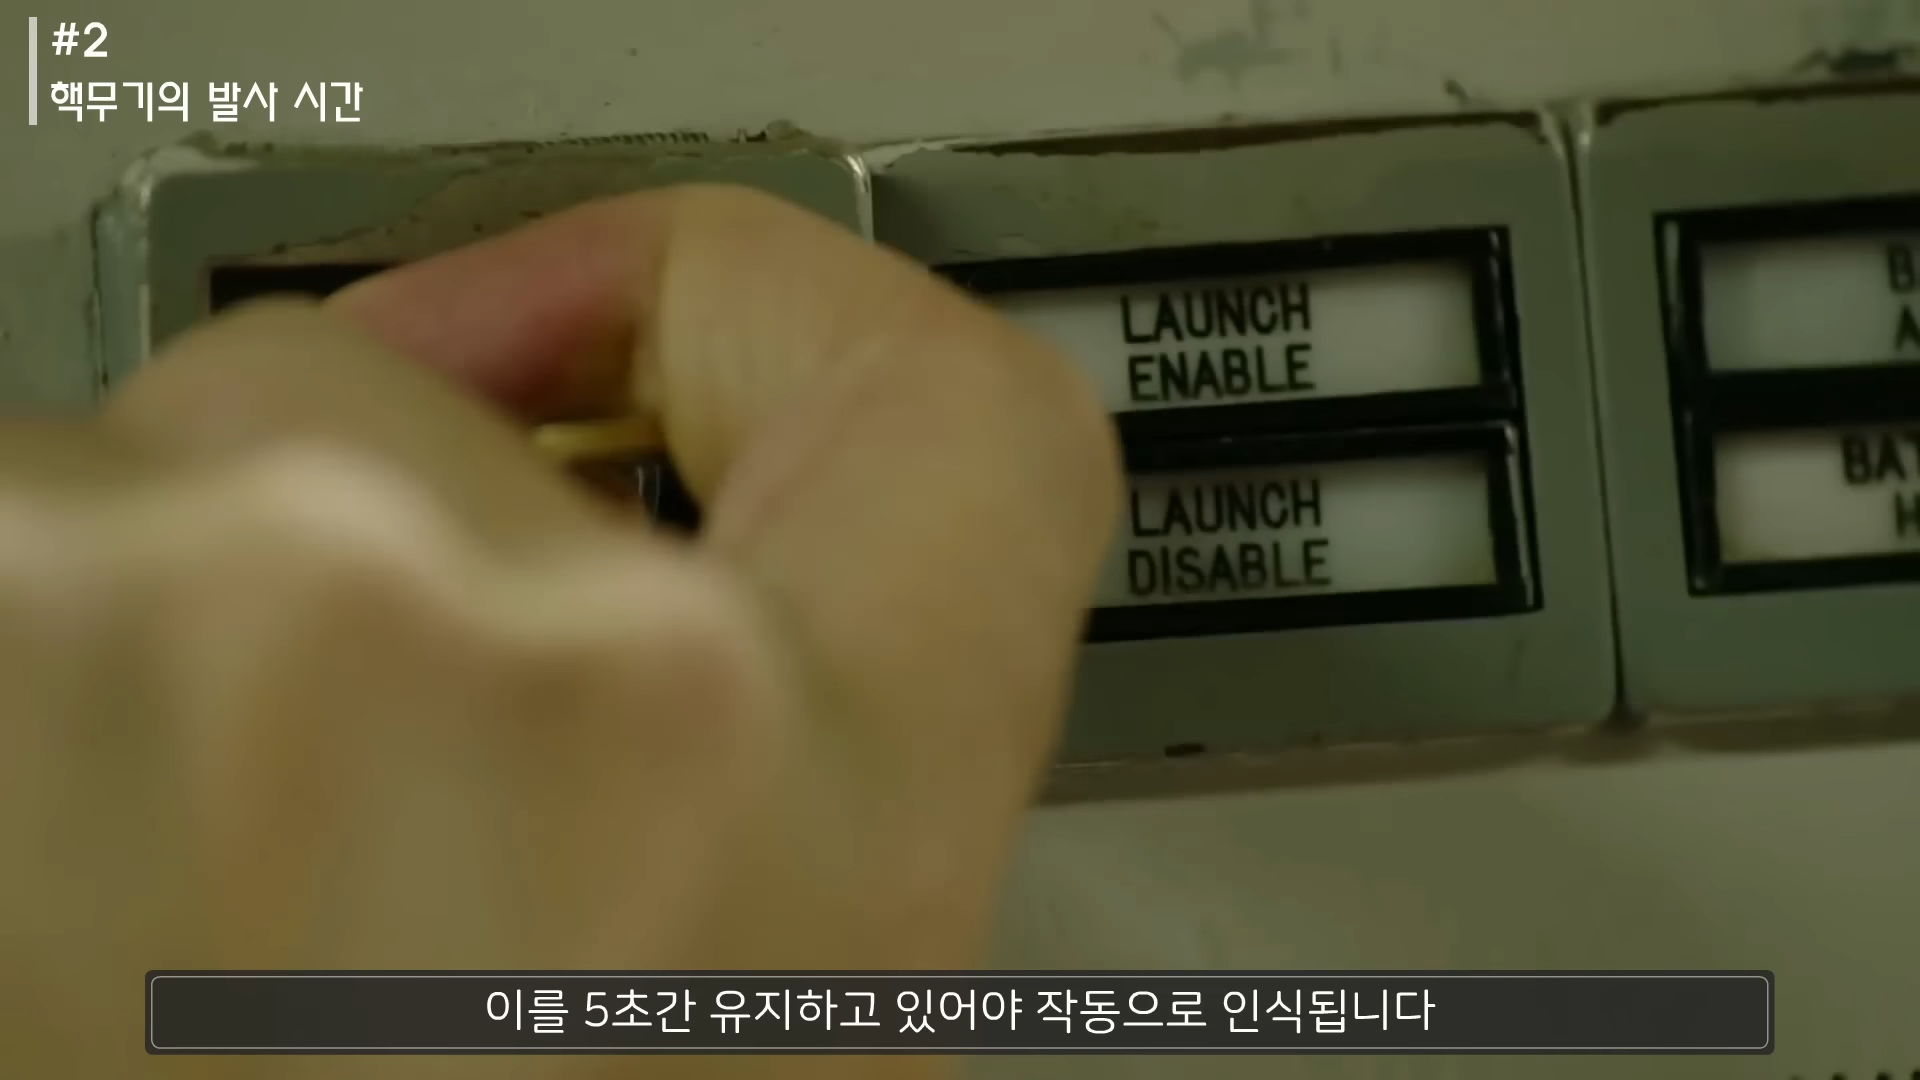 #2
핵무기의 발사 시간
LAUNCH
ENABLE
LAUNCH
DISABLE
이를 5초간 유지하고 있어야 작동으로 인식됩니다